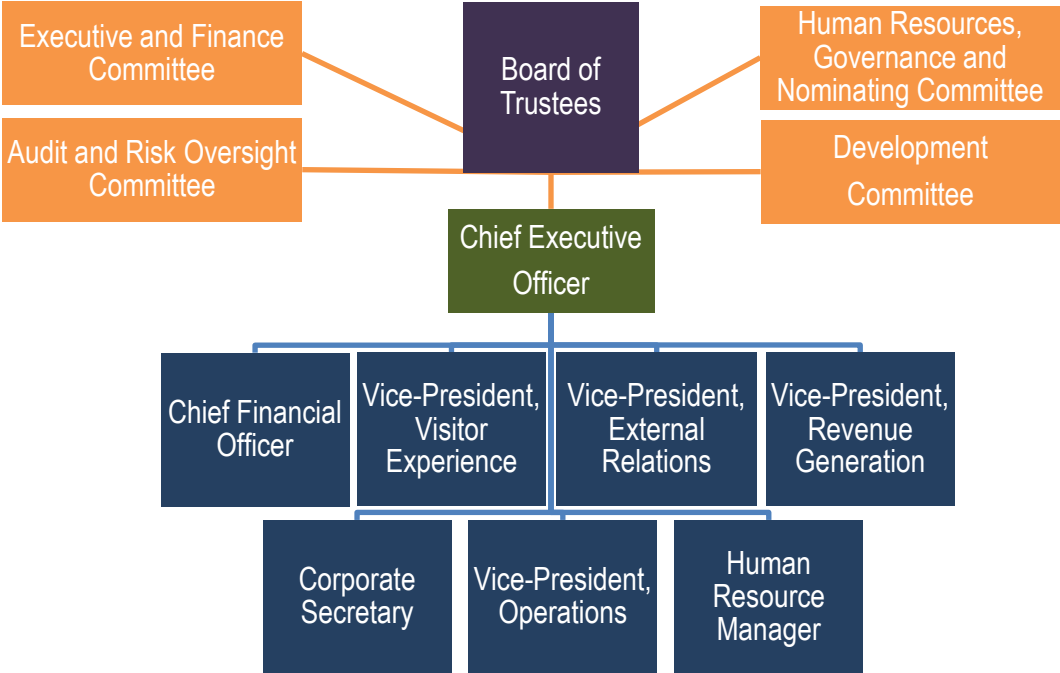 Executive and Finance
Committee
Board of
Trustees
Human Resources,
Governance and
Nominating Committee
Audit and Risk Oversight
Committee
Development
Committee
Chief Executive
Officer
Chief Financial
Officer
Vice-President,
Visitor
Experience
Vice-President,
External
Relations
Vice-President,
Revenue
Generation
Corporate
Secretary
Vice-President,
Operations
Human
Resource
Manager